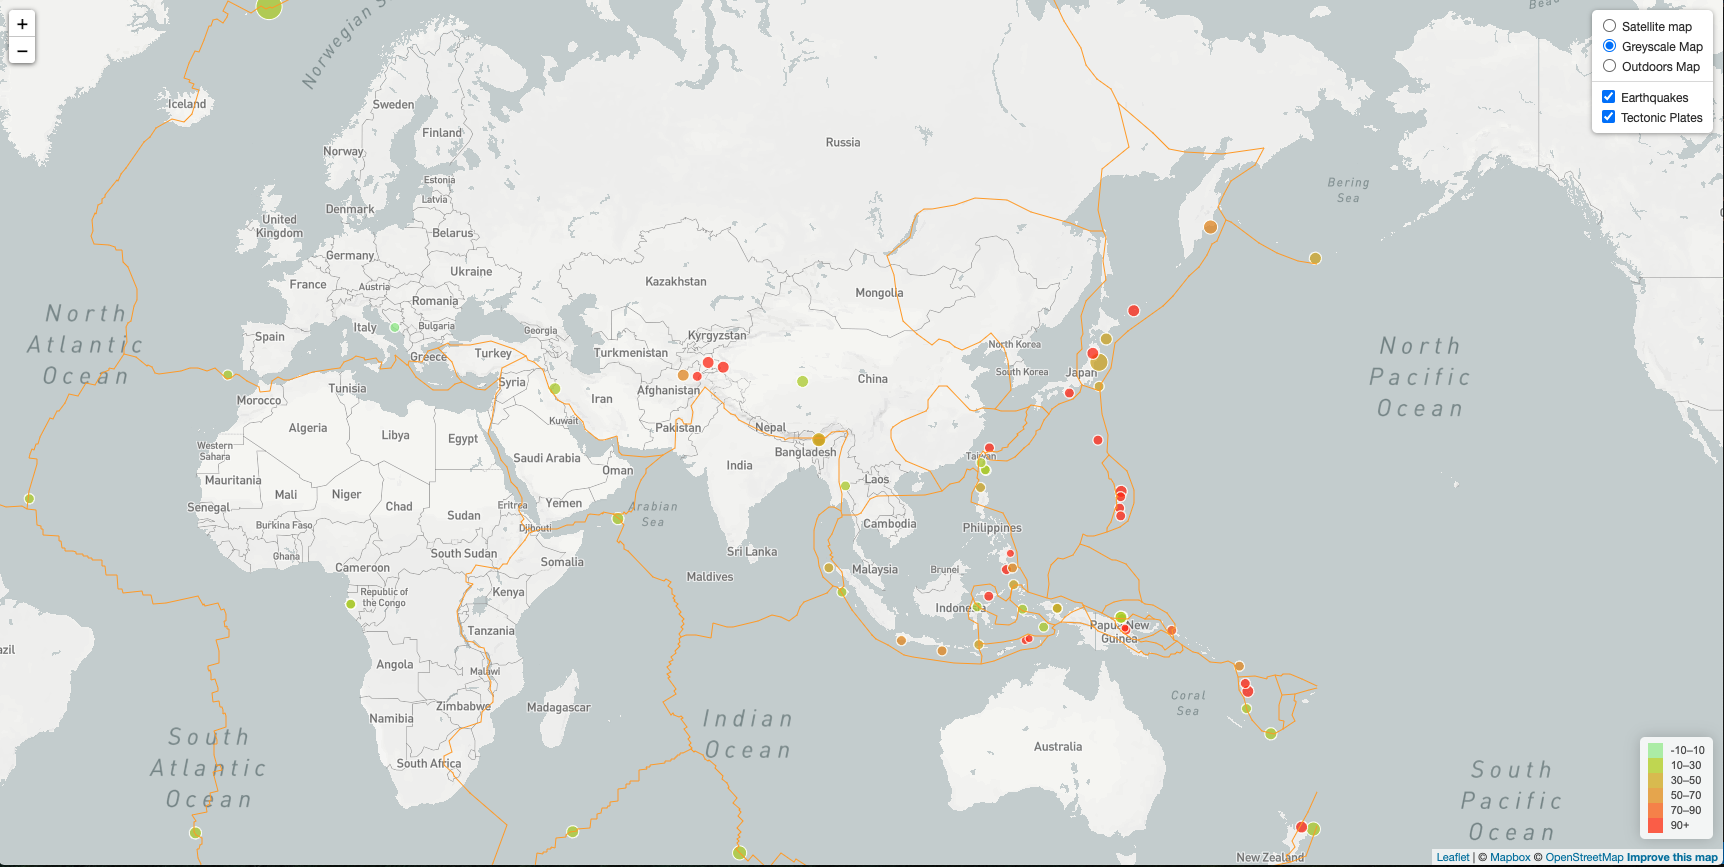 +
−
Norwegian S
Bea
Satellite map
Greyscale Map
Outdoors Map
Earthquakes
Tectonic Plates
Iceland
Sweden
Finland
Norway
Russia
Estonia
Latvia
Bering
Sea
Denmark
United
Kingdom
Belarus
Germany
Ukraine
France
Austria
Kazakhstan
Mongolia
Romania
North
Atlantic
Ocean
Italy
Bulgaria
Spain
Georgia
Kyrgyzstan
North Korea
Greece
Turkey
Turkmenistan
North
Pacific
Ocean
South Korea
Japan
China
Tunisia
Syria
Afghanistan
Iran
Morocco
Kuwait
Algeria
Libya
Egypt
Pakistan
Nepal
Western
Sahara
Bangladesh
Taiwan
Saudi Arabia
India
Oman
Mauritania
Laos
Mali
Niger
Chad
Senegal
Eritrea
Yemen
Arabian
Sea
Sudan
Burkina Faso
Djibouti
Cambodia
Philippines
Ghana
South Sudan
Sri Lanka
Cameroon
Somalia
Malaysia
Brunei
Maldives
Republic of
the Congo
Kenya
Indonesia
Tanzania
Papua New
Guinea
Angola
Malawi
Coral
Sea
Zimbabwe
Madagascar
Namibia
Indian
Ocean
South
Atlantic
Ocean
Australia
South Africa
South
Pacific
Ocean
New Zealand
zil
-10–10
10–30
30–50
50–70
70–90
90+
Leaflet | © Mapbox © OpenStreetMap Improve this map